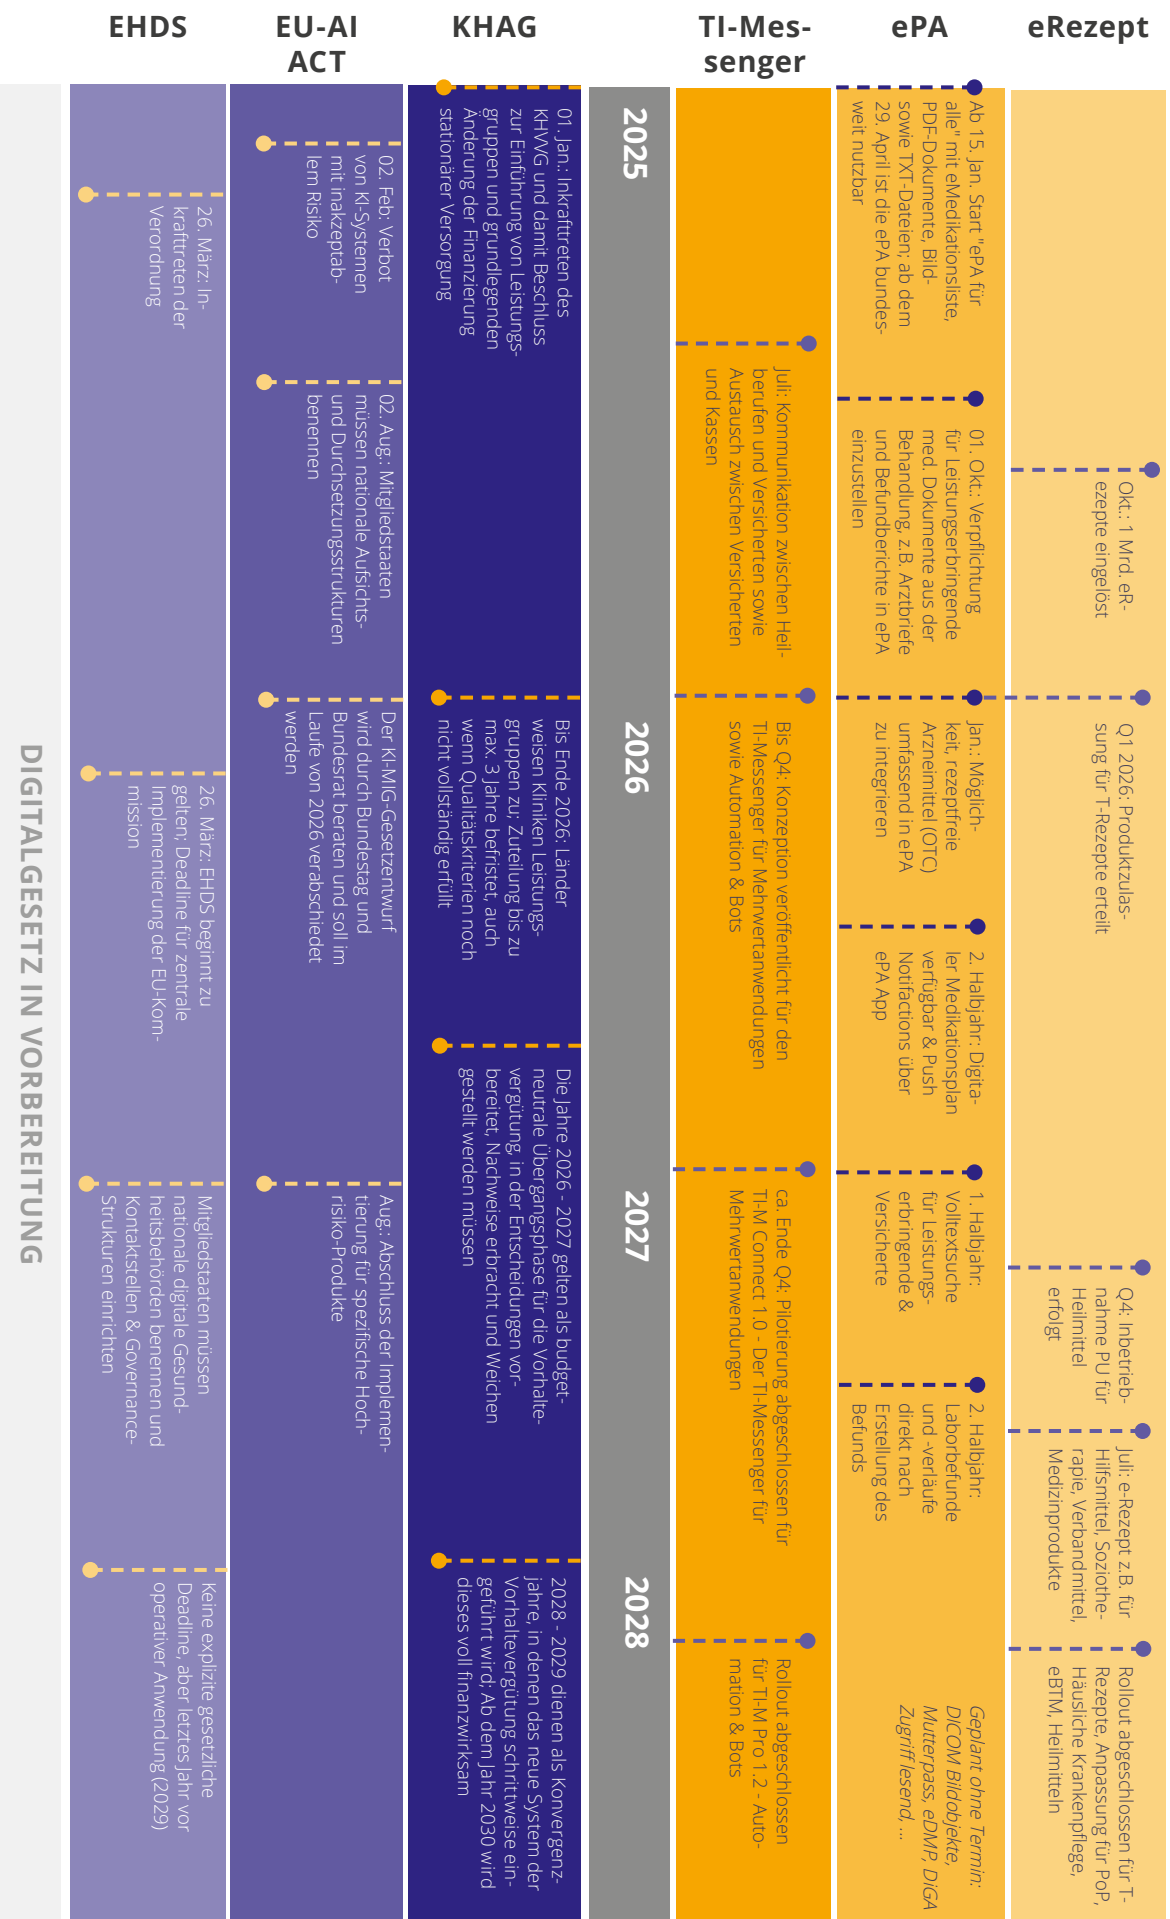 EHDS
EU-AI
ACT
KHAG
TI-Mes-
senger
ePA
eRezept
DIGITALGESETZ IN VORBEREITUNG
26. März: In-
krafttreten der
Verordnung
26. März: EHDS beginnt zu
gelten; Deadline für zentrale
Implementierung der EU-Kom-
mission
Mitgliedstaaten müssen
nationale digitale Gesund-
heitsbehörden benennen und
Kontaktstellen & Governance-
Strukturen einrichten
Keine explizite gesetzliche
Deadline, aber letztes Jahr vor
operativer Anwendung (2029)
02. Feb: Verbot
von KI-Systemen
mit inakzeptab-
lem Risiko
02. Aug.: Mitgliedstaaten
müssen nationale Aufsichts-
und Durchsetzungsstrukturen
benennen
Der KI-MIG-Gesetzentwurf
wird durch Bundestag und
Bundesrat beraten und soll im
Laufe von 2026 verabschiedet
werden
Aug.: Abschluss der Implemen-
tierung für spezifische Hoch-
risiko-Produkte
01. Jan.: Inkrafttreten des
KHVVG und damit Beschluss
zur Einführung von Leistungs-
gruppen und grundlegenden
Änderung der Finanzierung
stationärer Versorgung
Bis Ende 2026: Länder
weisen Kliniken Leistungs-
gruppen zu; Zuteilung bis zu
max. 3 Jahre befristet, auch
wenn Qualitätskriterien noch
nicht vollständig erfüllt
Die Jahre 2026 - 2027 gelten als budget-
neutrale Übergangsphase für die Vorhalte-
vergütung, in der Entscheidungen vor-
bereitet, Nachweise erbracht und Weichen
gestellt werden müssen
2028 - 2029 dienen als Konvergenz-
jahre, in denen das neue System der
Vorhaltevergütung schrittweise ein-
geführt wird; Ab dem Jahr 2030 wird
dieses voll finanzwirksam
2025
2026
2027
2028
Juli: Kommunikation zwischen Heil-
berufen und Versicherten sowie
Austausch zwischen Versicherten
und Kassen
Bis Q4: Konzeption veröffentlicht für den
TI-Messenger für Mehrwertanwendungen
sowie Automation & Bots
ca. Ende Q4: Pilotierung abgeschlossen für
TI-M Connect 1.0 - Der TI-Messenger für
Mehrwertanwendungen
Rollout abgeschlossen
für TI-M Pro 1.2 - Auto-
mation & Bots
Ab 15. Jan. Start "ePA für
alle" mit eMedikationsliste,
PDF-Dokumente, Bild-
sowie TXT-Dateien; ab dem
29. April ist die ePA bundes-
weit nutzbar
01. Okt.: Verpflichtung
für Leistungserbringende
med. Dokumente aus der
Behandlung, z.B. Arztbriefe
und Befundberichte in ePA
einzustellen
Jan.: Möglich-
keit, rezeptfreie
Arzneimittel (OTC)
umfassend in ePA
zu integrieren
2. Halbjahr: Digita-
ler Medikationsplan
verfügbar & Push
Notifactions über
ePA App
1. Halbjahr:
Volltextsuche
für Leistungs-
erbringende &
Versicherte
2. Halbjahr:
Laborbefunde
und -verläufe
direkt nach
Erstellung des
Befunds
Geplant ohne Termin:
DICOM Bildobjekte,
Mutterpass, eDMP, DiGA
Zugriff lesend, ...
Okt.: 1 Mrd. eR-
ezepte eingelöst
Q1 2026: Produktzulas-
sung für T-Rezepte erteilt
Q4: Inbetrieb-
nahme PU für
Heilmittel
erfolgt
Juli: e-Rezept z.B. für
Hilfsmittel, Soziothe-
rapie, Verbandmittel,
Medizinprodukte
Rollout abgeschlossen für T-
Rezepte, Anpassung für PoP,
Häusliche Krankenpflege,
eBTM, Heilmitteln